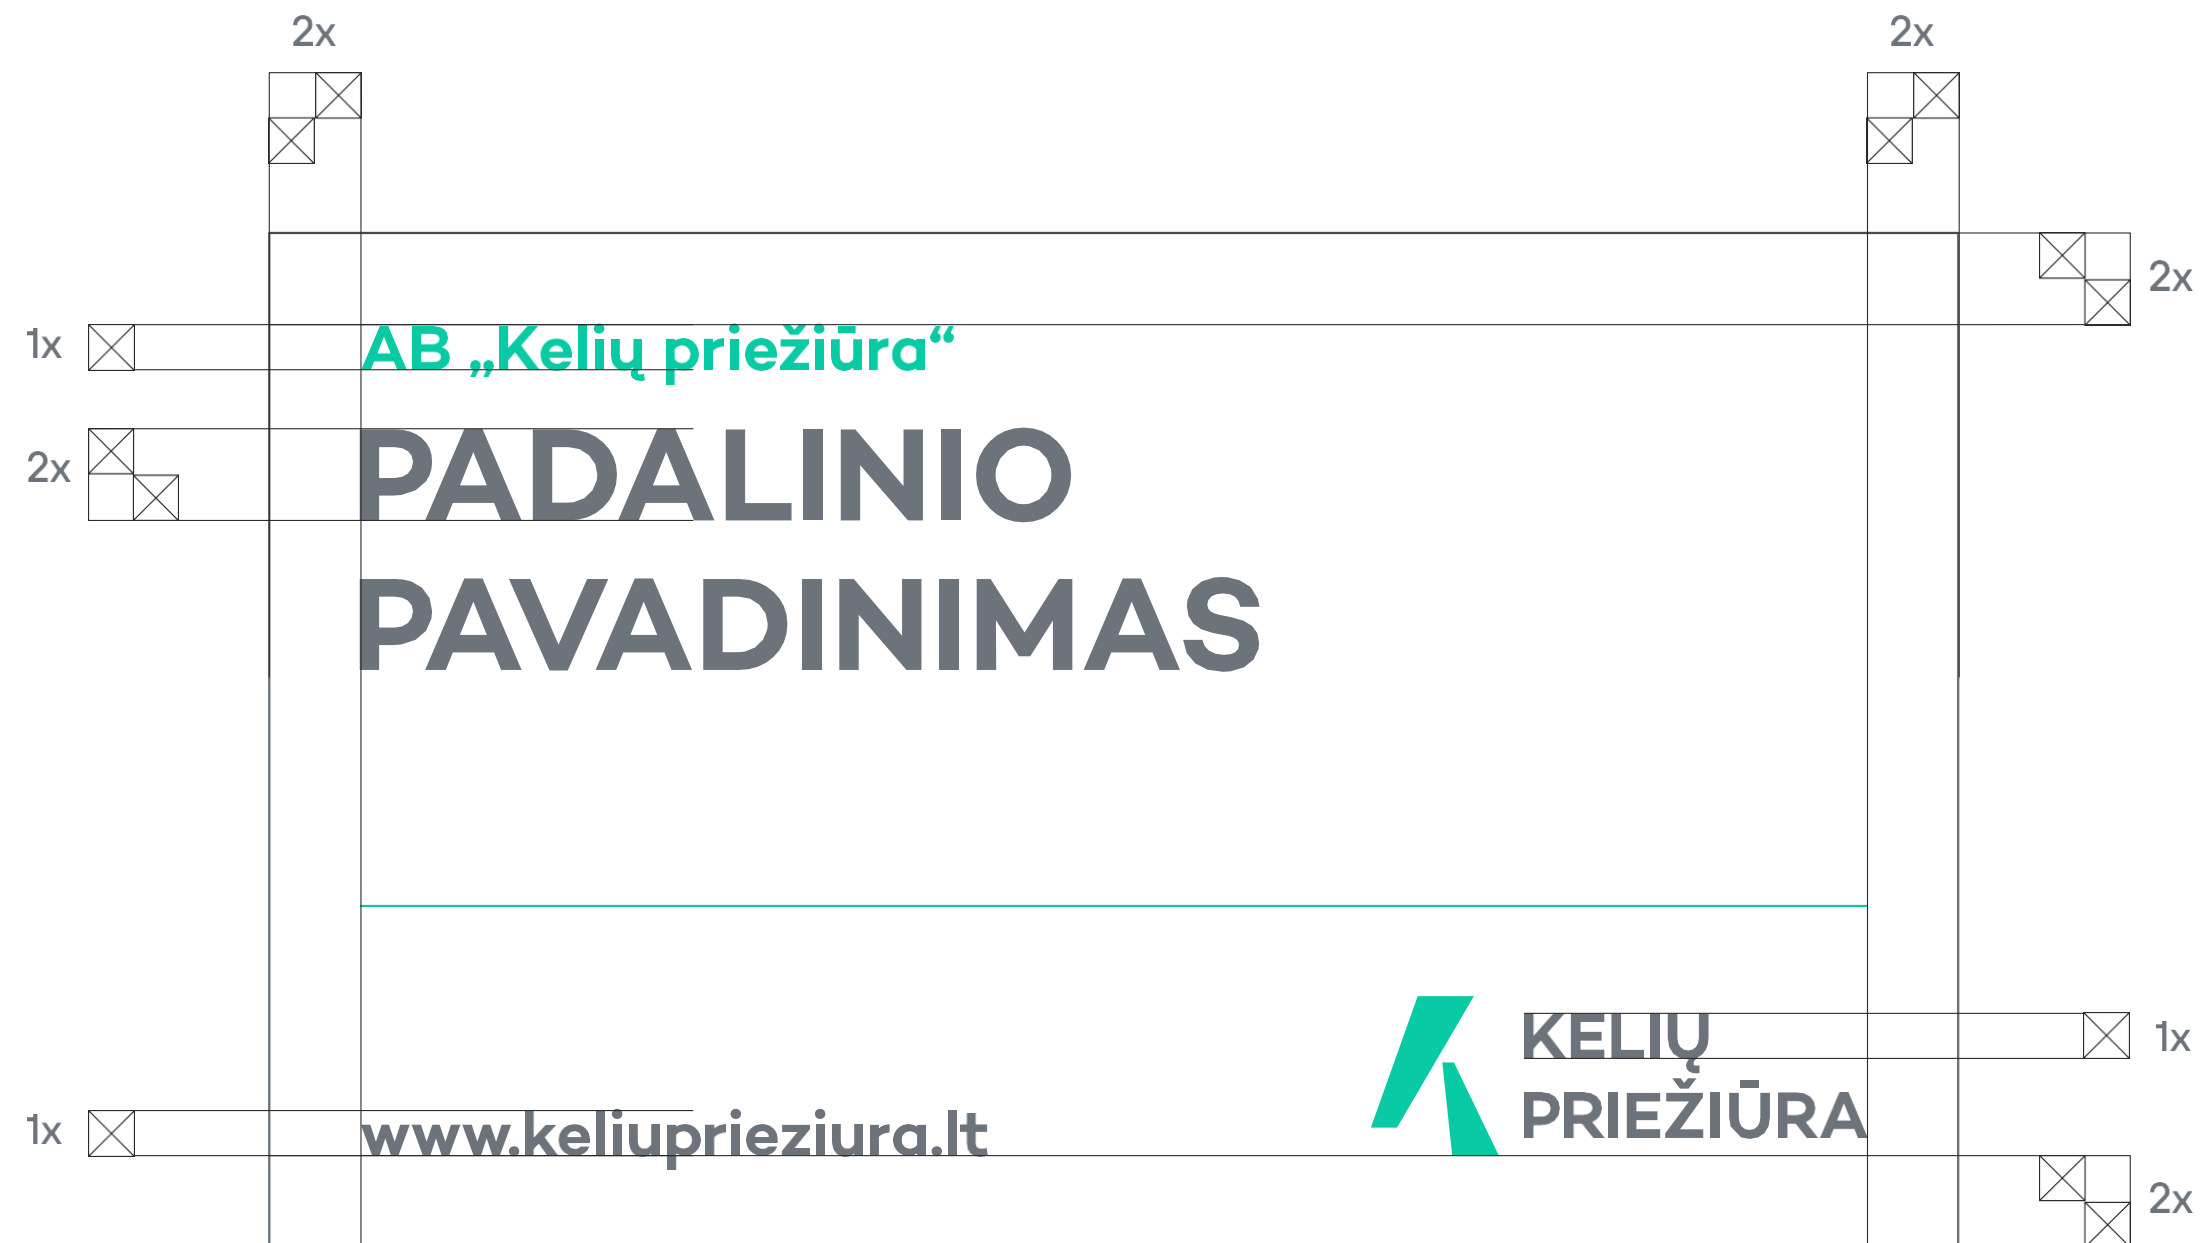 2x 2x
2x
1x AB „Kelių priežiūra“
2x PADALINIO
PAVADINIMAS
KELIŲ 1x
PRIEŽIŪRA
1x www.keliuprieziura.lt
2x